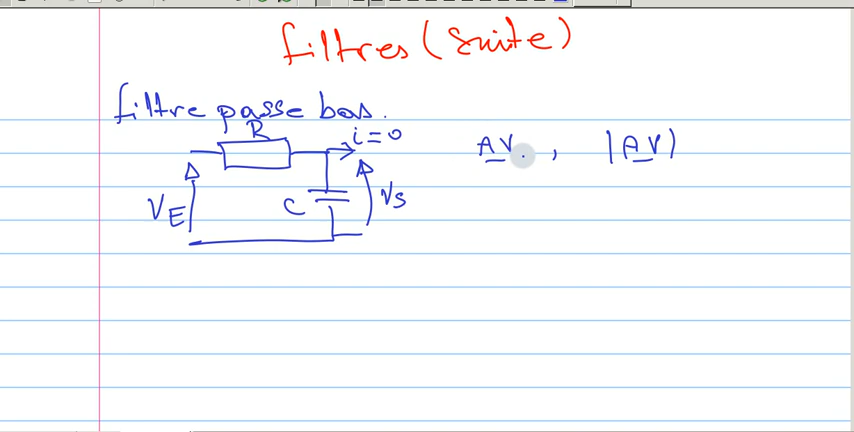 filtres (suite)
filtre passe bas.
R
i=0
AV. , |AV|
VE
C
VS